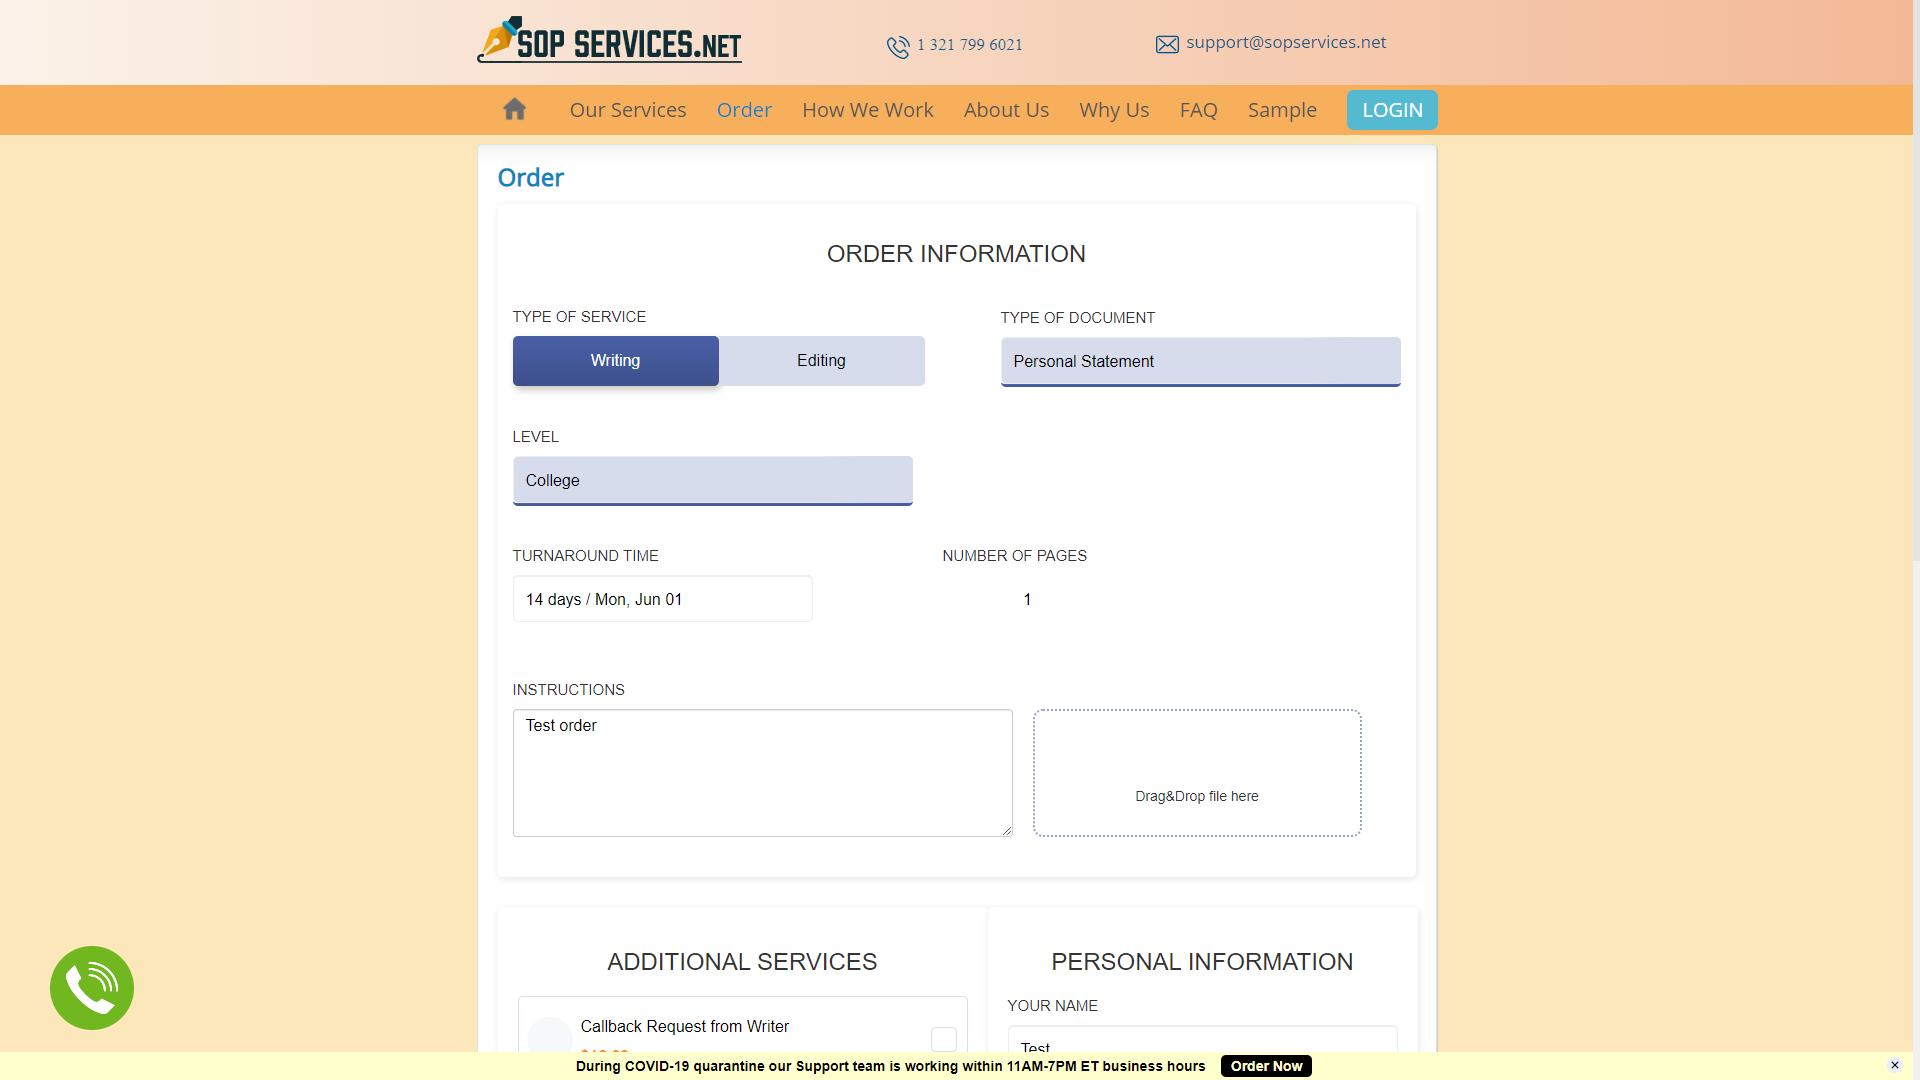 SOP SERVICES.NET
1 321 799 6021
support@sopservices.net
Our Services Order How We Work About Us Why Us FAQ Sample LOGIN
Order
ORDER INFORMATION
TYPE OF SERVICE
TYPE OF DOCUMENT
Writing Editing
Personal Statement
LEVEL
College
TURNAROUND TIME
NUMBER OF PAGES
14 days / Mon, Jun 01
1
INSTRUCTIONS
Test order
Drag&Drop file here
ADDITIONAL SERVICES
PERSONAL INFORMATION
YOUR NAME
Callback Request from Writer
Test
During COVID-19 quarantine our Support team is working within 11AM-7PM ET business hours Order Now